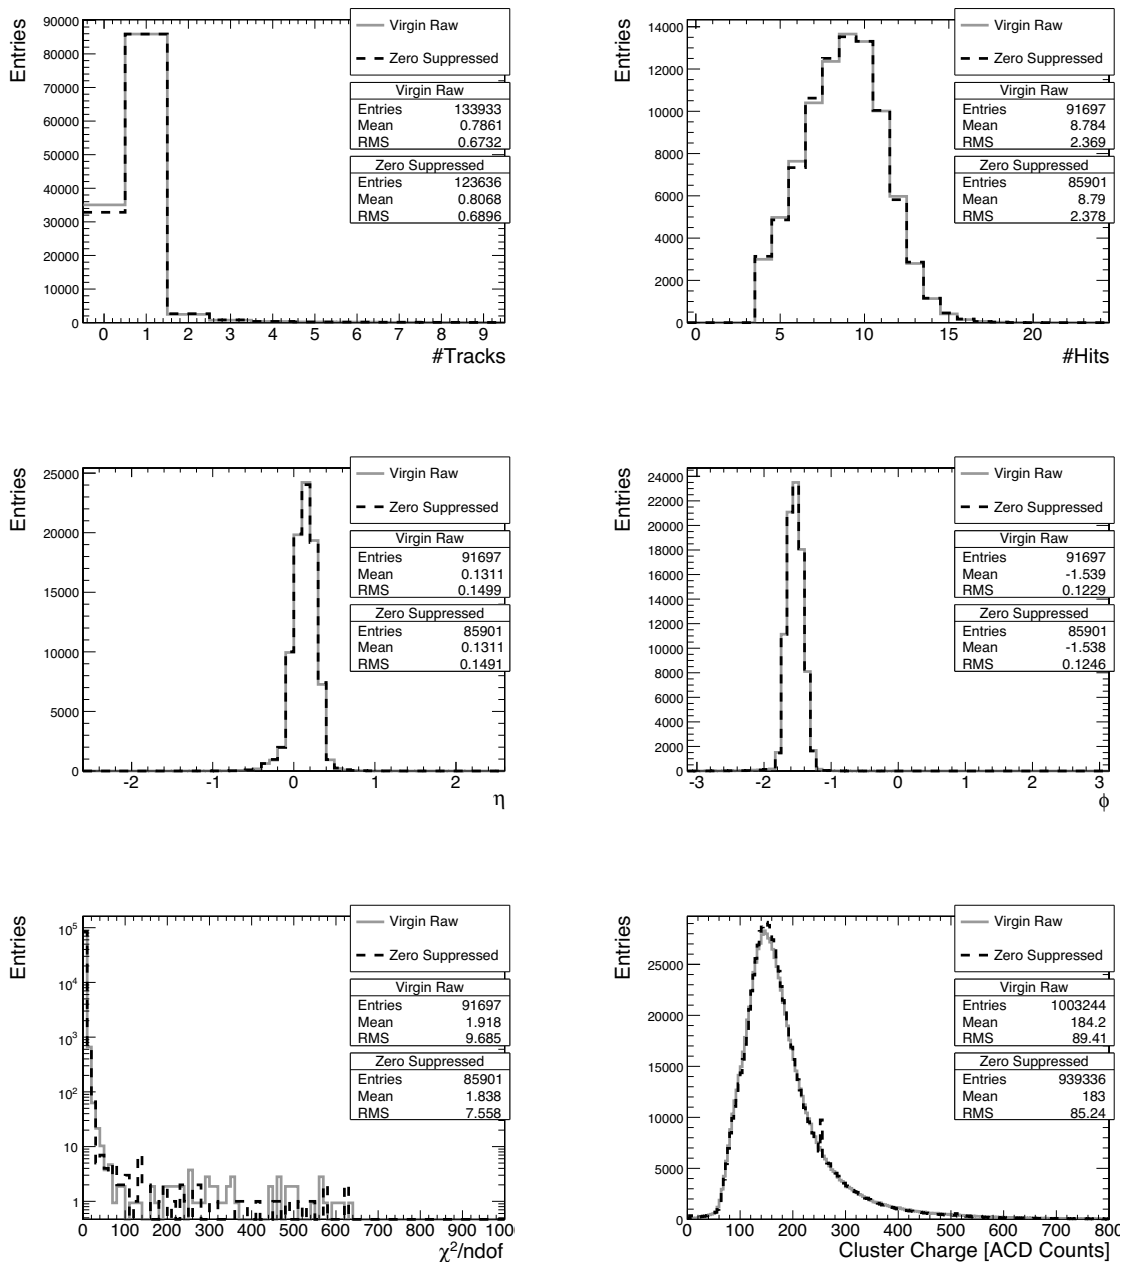 Entries
90000
80000
70000
60000
50000
40000
30000
20000
10000
0
0 1 2 3 4 5 6 7 8 9
#Tracks
Virgin Raw
Zero Suppressed
Virgin Raw
Entries 133933
Mean 0.7861
RMS 0.6732
Zero Suppressed
Entries 123636
Mean 0.8068
RMS 0.6896
Entries
14000
12000
10000
8000
6000
4000
2000
0
0 5 10 15 20
#Hits
Virgin Raw
Zero Suppressed
Virgin Raw
Entries 91697
Mean 8.784
RMS 2.369
Zero Suppressed
Entries 85901
Mean 8.79
RMS 2.378
Entries
25000
20000
15000
10000
5000
0
-2 -1 0 1 2
η
Virgin Raw
Zero Suppressed
Virgin Raw
Entries 91697
Mean 0.1311
RMS 0.1499
Zero Suppressed
Entries 85901
Mean 0.1311
RMS 0.1491
Entries
24000
22000
20000
18000
16000
14000
12000
10000
8000
6000
4000
2000
0
-3 -2 -1 0 1 2 3
ϕ
Virgin Raw
Zero Suppressed
Virgin Raw
Entries 91697
Mean -1.539
RMS 0.1229
Zero Suppressed
Entries 85901
Mean -1.538
RMS 0.1246
Entries
10⁵
10⁴
10³
10²
10
1
0 100 200 300 400 500 600 700 800 900 100
χ²/ndof
Virgin Raw
Zero Suppressed
Virgin Raw
Entries 91697
Mean 1.918
RMS 9.685
Zero Suppressed
Entries 85901
Mean 1.838
RMS 7.558
Entries
25000
20000
15000
10000
5000
0
0 100 200 300 400 500 600 700 800
Cluster Charge [ACD Counts]
Virgin Raw
Zero Suppressed
Virgin Raw
Entries 1003244
Mean 184.2
RMS 89.41
Zero Suppressed
Entries 939336
Mean 183
RMS 85.24